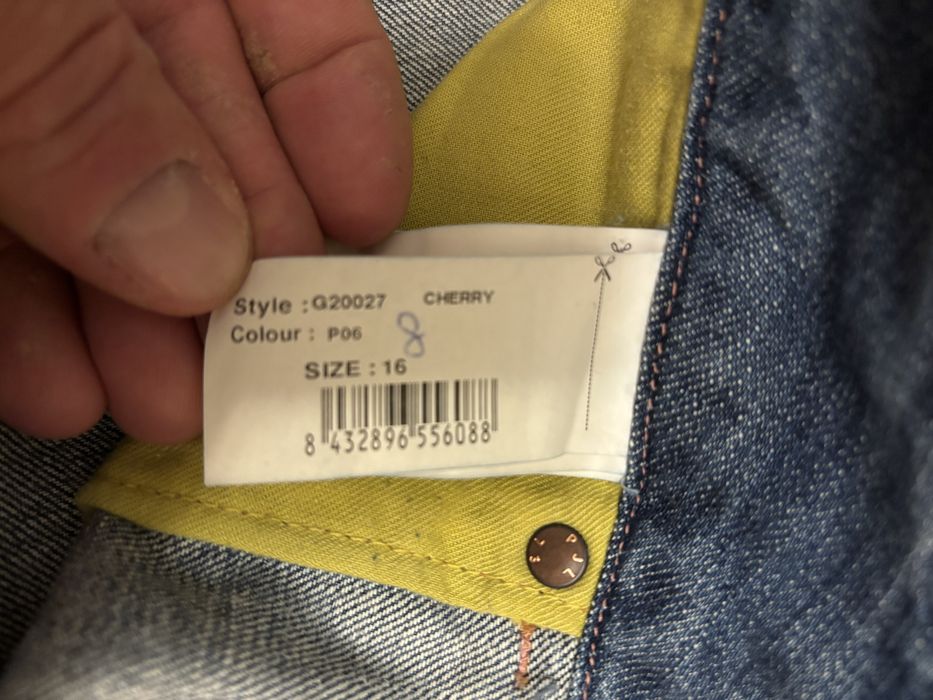 Style : G20027 CHERRY
Colour : P06
8
SIZE : 16
8 432896 556088